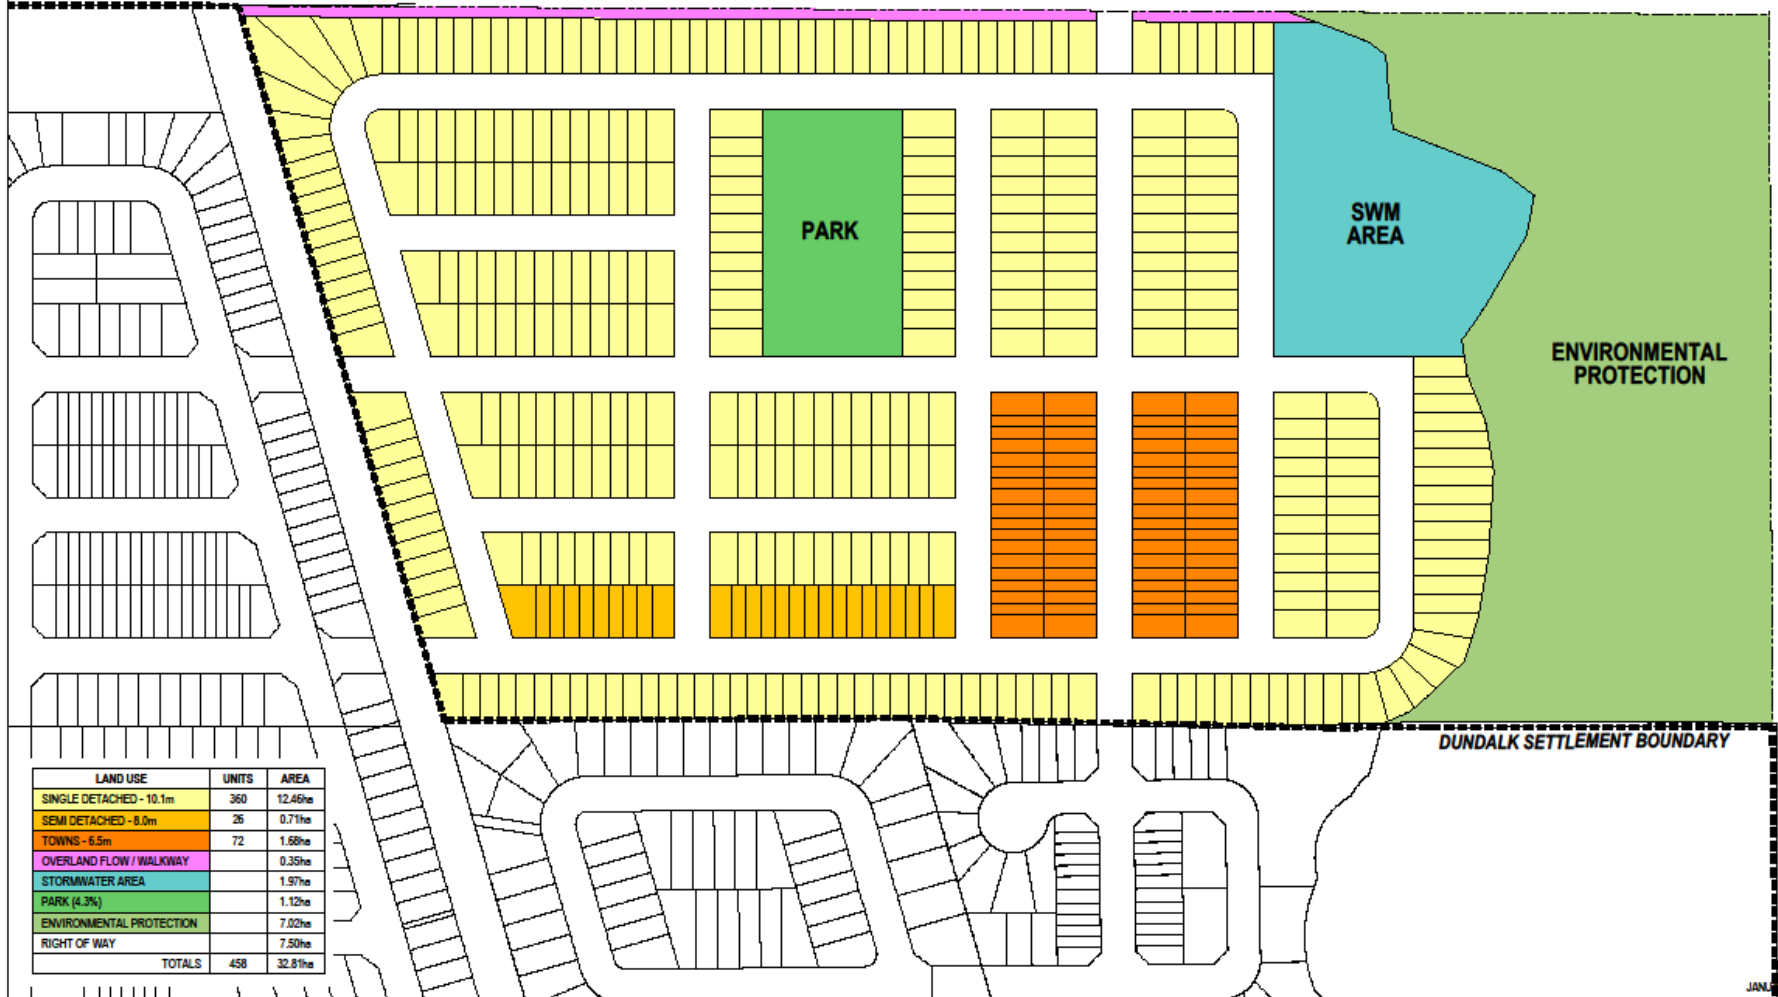 PARK
SWM
AREA
ENVIRONMENTAL
PROTECTION
DUNDALK SETTLEMENT BOUNDARY
LAND USE UNITS AREA
SINGLE DETACHED - 10.1m 360 12.46ha
SEMI DETACHED - 8.0m 26 0.71ha
TOWNS - 6.5m 72 1.68ha
OVERLAND FLOW / WALKWAY 0.35ha
STORMWATER AREA 1.97ha
PARK (4.3%) 1.12ha
ENVIRONMENTAL PROTECTION 7.02ha
RIGHT OF WAY 7.50ha
TOTALS 458 32.81ha